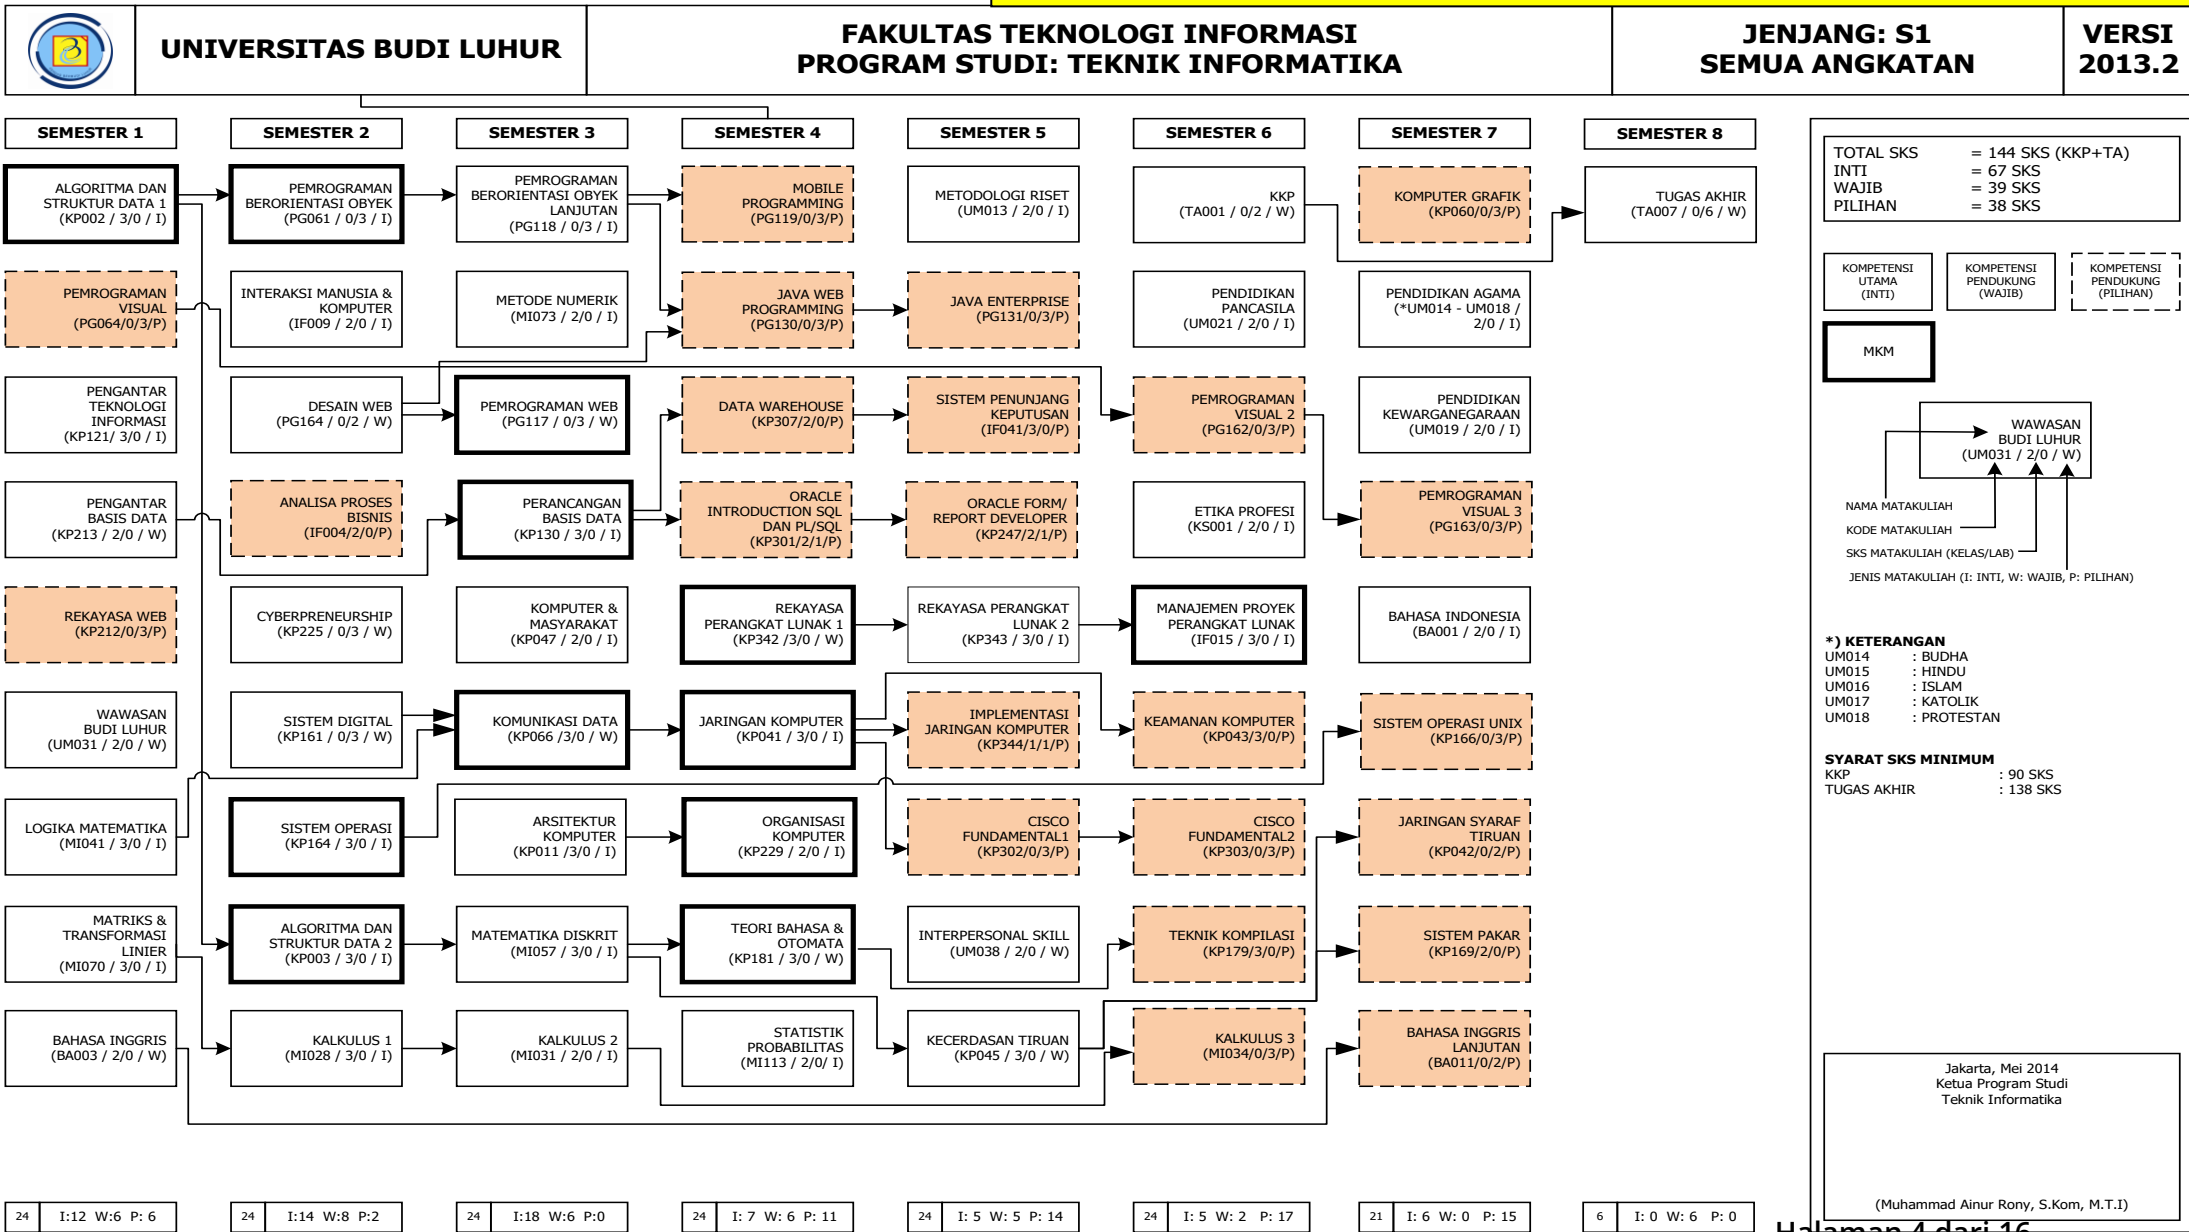 UNIVERSITAS BUDI LUHUR
FAKULTAS TEKNOLOGI INFORMASI
PROGRAM STUDI: TEKNIK INFORMATIKA
JENJANG: S1
SEMUA ANGKATAN
VERSI
2013.2
SEMESTER 1
ALGORITMA DAN
STRUKTUR DATA 1
(KP002 / 3/0 / I)
PEMROGRAMAN
VISUAL
(PG064/0/3/P)
PENGANTAR
TEKNOLOGI
INFORMASI
(KP121/ 3/0 / I)
PENGANTAR
BASIS DATA
(KP213 / 2/0 / W)
REKAYASA WEB
(KP212/0/3/P)
WAWASAN
BUDI LUHUR
(UM031 / 2/0 / W)
LOGIKA MATEMATIKA
(MI041 / 3/0 / I)
MATRIKS &
TRANSFORMASI
LINIER
(MI070 / 3/0 / I)
BAHASA INGGRIS
(BA003 / 2/0 / W)
24 I:12 W:6 P: 6
SEMESTER 2
PEMROGRAMAN
BERORIENTASI OBYEK
(PG061 / 0/3 / I)
INTERAKSI MANUSIA &
KOMPUTER
(IF009 / 2/0 / I)
DESAIN WEB
(PG164 / 0/2 / W)
ANALISA PROSES
BISNIS
(IF004/2/0/P)
CYBERPRENEURSHIP
(KP225 / 0/3 / W)
SISTEM DIGITAL
(KP161 / 0/3 / W)
SISTEM OPERASI
(KP164 / 3/0 / I)
ALGORITMA DAN
STRUKTUR DATA 2
(KP003 / 3/0 / I)
KALKULUS 1
(MI028 / 3/0 / I)
24 I:14 W:8 P:2
SEMESTER 3
PEMROGRAMAN
BERORIENTASI OBYEK
LANJUTAN
(PG118 / 0/3 / I)
METODE NUMERIK
(MI073 / 2/0 / I)
PEMROGRAMAN WEB
(PG117 / 0/3 / W)
PERANCANGAN
BASIS DATA
(KP130 / 3/0 / I)
KOMPUTER &
MASYARAKAT
(KP047 / 2/0 / I)
KOMUNIKASI DATA
(KP066 /3/0 / W)
ARSITEKTUR
KOMPUTER
(KP011 /3/0 / I)
MATEMATIKA DISKRIT
(MI057 / 3/0 / I)
KALKULUS 2
(MI031 / 2/0 / I)
24 I:18 W:6 P:0
SEMESTER 4
MOBILE
PROGRAMMING
(PG119/0/3/P)
JAVA WEB
PROGRAMMING
(PG130/0/3/P)
DATA WAREHOUSE
(KP307/2/0/P)
ORACLE
INTRODUCTION SQL
DAN PL/SQL
(KP301/2/1/P)
REKAYASA
PERANGKAT LUNAK 1
(KP342 /3/0 / W)
JARINGAN KOMPUTER
(KP041 / 3/0 / I)
ORGANISASI
KOMPUTER
(KP229 / 2/0 / I)
TEORI BAHASA &
OTOMATA
(KP181 / 3/0 / W)
STATISTIK
PROBABILITAS
(MI113 / 2/0/ I)
24 I: 7 W: 6 P: 11
SEMESTER 5
METODOLOGI RISET
(UM013 / 2/0 / I)
JAVA ENTERPRISE
(PG131/0/3/P)
SISTEM PENUNJANG
KEPUTUSAN
(IF041/3/0/P)
ORACLE FORM/
REPORT DEVELOPER
(KP247/2/1/P)
REKAYASA PERANGKAT
LUNAK 2
(KP343 / 3/0 / I)
IMPLEMENTASI
JARINGAN KOMPUTER
(KP344/1/1/P)
CISCO
FUNDAMENTAL1
(KP302/0/3/P)
INTERPERSONAL SKILL
(UM038 / 2/0 / W)
KECERDASAN TIRUAN
(KP045 / 3/0 / W)
24 I: 5 W: 5 P: 14
SEMESTER 6
KKP
(TA001 / 0/2 / W)
PENDIDIKAN
PANCASILA
(UM021 / 2/0 / I)
PEMROGRAMAN
VISUAL 2
(PG162/0/3/P)
ETIKA PROFESI
(KS001 / 2/0 / I)
MANAJEMEN PROYEK
PERANGKAT LUNAK
(IF015 / 3/0 / I)
KEAMANAN KOMPUTER
(KP043/3/0/P)
CISCO
FUNDAMENTAL2
(KP303/0/3/P)
TEKNIK KOMPILASI
(KP179/3/0/P)
KALKULUS 3
(MI034/0/3/P)
24 I: 5 W: 2 P: 17
SEMESTER 7
KOMPUTER GRAFIK
(KP060/0/3/P)
PENDIDIKAN AGAMA
(*UM014 - UM018 /
2/0 / I)
PENDIDIKAN
KEWARGANEGARAAN
(UM019 / 2/0 / I)
PEMROGRAMAN
VISUAL 3
(PG163/0/3/P)
BAHASA INDONESIA
(BA001 / 2/0 / I)
SISTEM OPERASI UNIX
(KP166/0/3/P)
JARINGAN SYARAF
TIRUAN
(KP042/0/2/P)
SISTEM PAKAR
(KP169/2/0/P)
BAHASA INGGRIS
LANJUTAN
(BA011/0/2/P)
21 I: 6 W: 0 P: 15
SEMESTER 8
TUGAS AKHIR
(TA007 / 0/6 / W)
6 I: 0 W: 6 P: 0
TOTAL SKS = 144 SKS (KKP+TA)
INTI = 67 SKS
WAJIB = 39 SKS
PILIHAN = 38 SKS
KOMPETENSI
UTAMA
(INTI)
KOMPETENSI
PENDUKUNG
(WAJIB)
KOMPETENSI
PENDUKUNG
(PILIHAN)
MKM
WAWASAN
BUDI LUHUR
(UM031 / 2/0 / W)
NAMA MATAKULIAH
KODE MATAKULIAH
SKS MATAKULIAH (KELAS/LAB)
JENIS MATAKULIAH (I: INTI, W: WAJIB, P: PILIHAN)
*) KETERANGAN
UM014 : BUDHA
UM015 : HINDU
UM016 : ISLAM
UM017 : KATOLIK
UM018 : PROTESTAN
SYARAT SKS MINIMUM
KKP : 90 SKS
TUGAS AKHIR : 138 SKS
Jakarta, Mei 2014
Ketua Program Studi
Teknik Informatika
(Muhammad Ainur Rony, S.Kom, M.T.I)
Halaman 4 dari 16